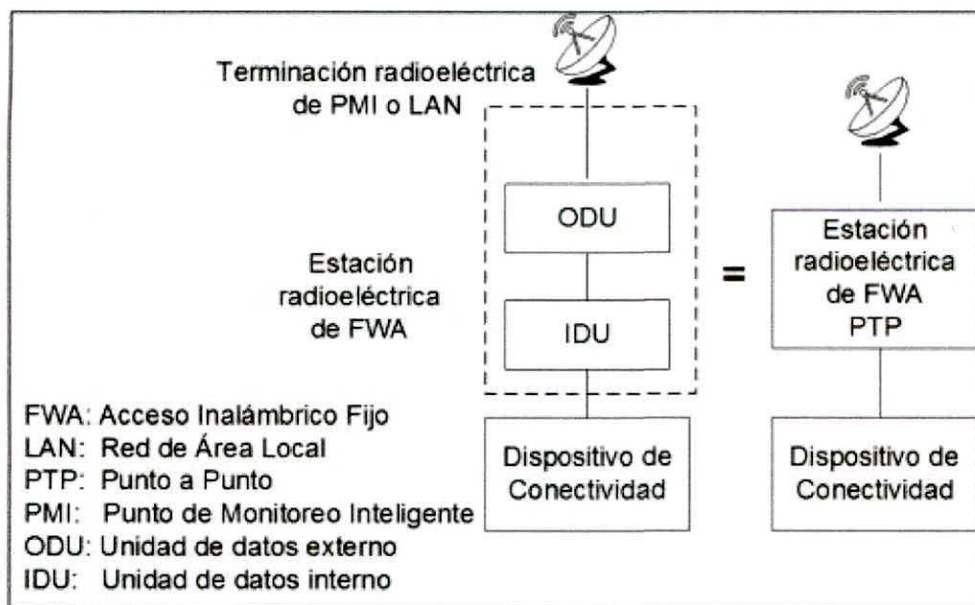 Terminación radioeléctrica
de PMI o LAN
ODU
Estación
radioeléctrica
de FWA
IDU
=
Estación
radioeléctrica
de FWA
PTP
Dispositivo de
Conectividad
Dispositivo de
Conectividad
FWA: Acceso Inalámbrico Fijo
LAN: Red de Área Local
PTP: Punto a Punto
PMI: Punto de Monitoreo Inteligente
ODU: Unidad de datos externo
IDU: Unidad de datos interno